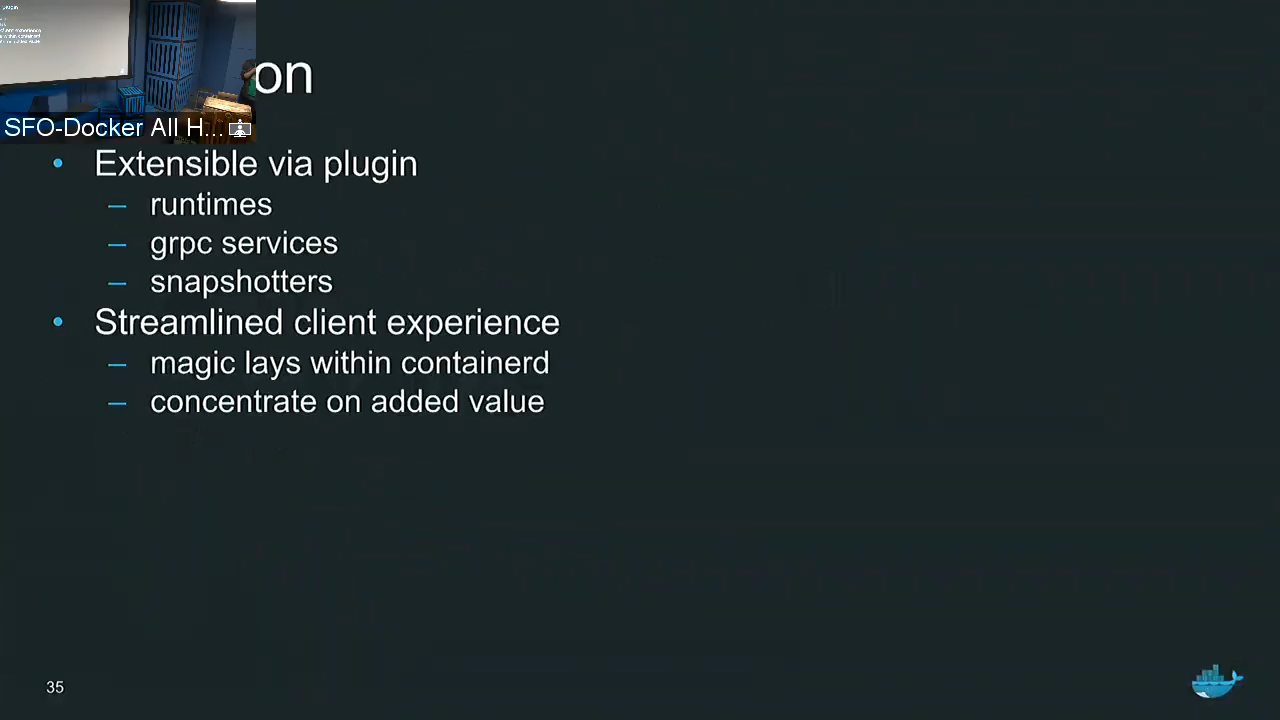 on
SFO-Docker All H...
Extensible via plugin
runtimes
grpc services
snapshotters
Streamlined client experience
magic lays within containerd
concentrate on added value
35